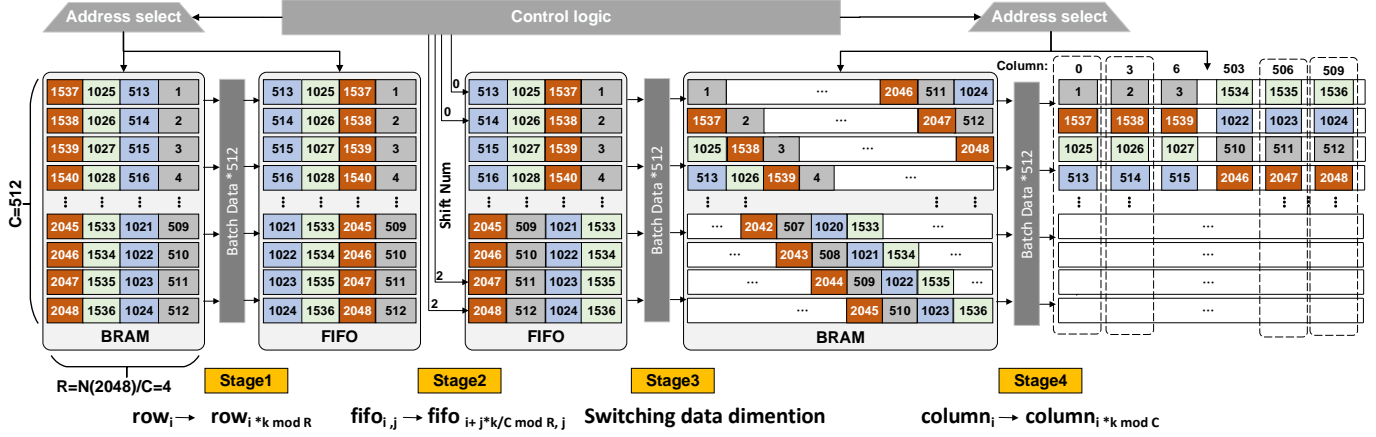 Address select
Control logic
Address select
Column: 0 3 6 503 506 509
1537 1025 513 1
1538 1026 514 2
1539 1027 515 3
1540 1028 516 4
⋮ ⋮ ⋮ ⋮
2045 1533 1021 509
2046 1534 1022 510
2047 1535 1023 511
2048 1536 1024 512
BRAM
C=512
R=N(2048)/C=4
Batch Data *512
513 1025 1537 1
514 1026 1538 2
515 1027 1539 3
516 1028 1540 4
⋮ ⋮ ⋮ ⋮
1021 1533 2045 509
1022 1534 2046 510
1023 1535 2047 511
1024 1536 2048 512
FIFO
Shift Num
0
0
2
2
513 1025 1537 1
514 1026 1538 2
515 1027 1539 3
516 1028 1540 4
⋮ ⋮ ⋮ ⋮
2045 509 1021 1533
2046 510 1022 1534
2047 511 1023 1535
2048 512 1024 1536
FIFO
Batch Data *512
1 ... 2046 511 1024
1537 2 ... 2047 512
1025 1538 3 ... 2048
513 1026 1539 4 ...
⋮ ⋮ ⋮ ⋮ ⋮
... 2042 507 1020 1533 ...
... 2043 508 1021 1534 ...
... 2044 509 1022 1535 ...
... 2045 510 1023 1536
BRAM
Batch Data *512
1 2 3 1534 1535 1536
1537 1538 1539 1022 1023 1024
1025 1026 1027 510 511 512
513 514 515 2046 2047 2048
⋮ ⋮ ⋮ ⋮ ⋮
...
...
...
...
Stage1
Stage2
Stage3
Stage4
row i → row i *k mod R
fifo i ,j → fifo i+ j*k/C mod R, j
Switching data dimention
column i → column i *k mod C